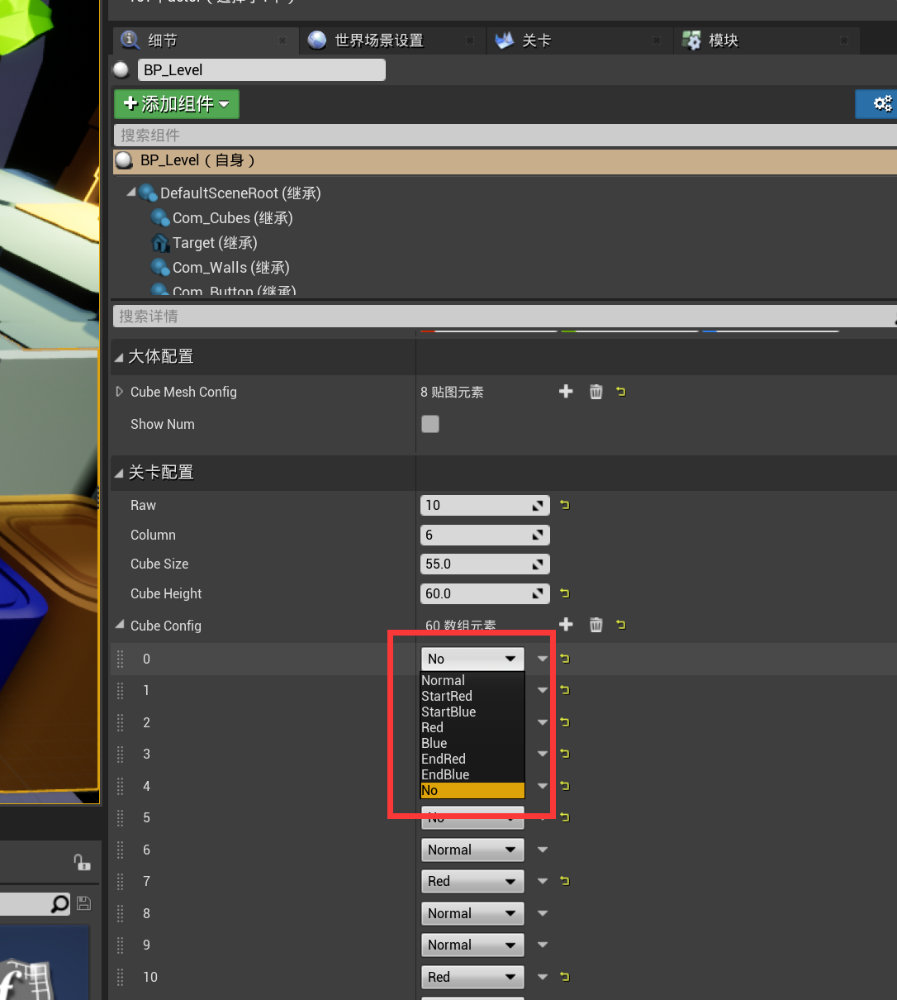 细节 世界场景设置 关卡 模块
BP_Level
添加组件
搜索组件
BP_Level（自身）
DefaultSceneRoot (继承)
Com_Cubes (继承)
Target (继承)
Com_Walls (继承)
Com_Button (继承)
搜索详情
大体配置
Cube Mesh Config 8 贴图元素
Show Num
关卡配置
Raw 10
Column 6
Cube Size 55.0
Cube Height 60.0
Cube Config 60 数组元素
0 No
Normal
1
StartRed
StartBlue
2
Red
Blue
3
EndRed
EndBlue
4
No
5 No
6 Normal
7 Red
8 Normal
9 Normal
10 Red